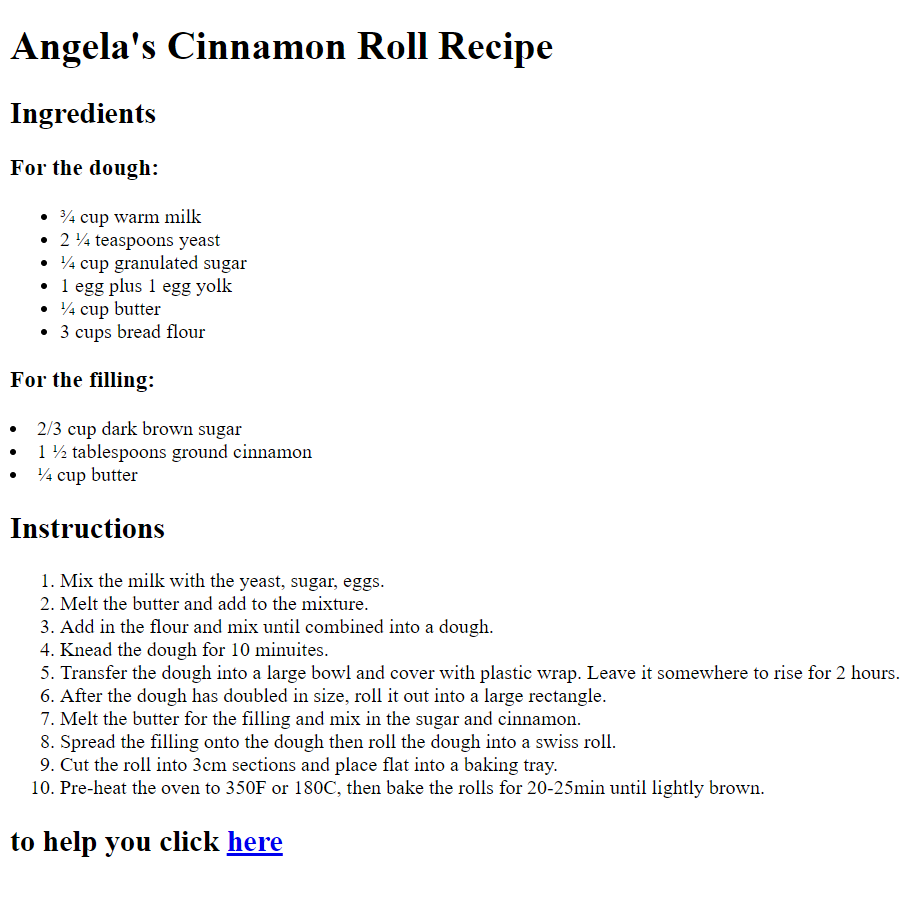 Angela's Cinnamon Roll Recipe
Ingredients
For the dough:
• ¾ cup warm milk
• 2 ¼ teaspoons yeast
• ¼ cup granulated sugar
• 1 egg plus 1 egg yolk
• ¼ cup butter
• 3 cups bread flour
For the filling:
• 2/3 cup dark brown sugar
• 1 ½ tablespoons ground cinnamon
• ¼ cup butter
Instructions
1. Mix the milk with the yeast, sugar, eggs.
2. Melt the butter and add to the mixture.
3. Add in the flour and mix until combined into a dough.
4. Knead the dough for 10 minuites.
5. Transfer the dough into a large bowl and cover with plastic wrap. Leave it somewhere to rise for 2 hours.
6. After the dough has doubled in size, roll it out into a large rectangle.
7. Melt the butter for the filling and mix in the sugar and cinnamon.
8. Spread the filling onto the dough then roll the dough into a swiss roll.
9. Cut the roll into 3cm sections and place flat into a baking tray.
10. Pre-heat the oven to 350F or 180C, then bake the rolls for 20-25min until lightly brown.
to help you click here